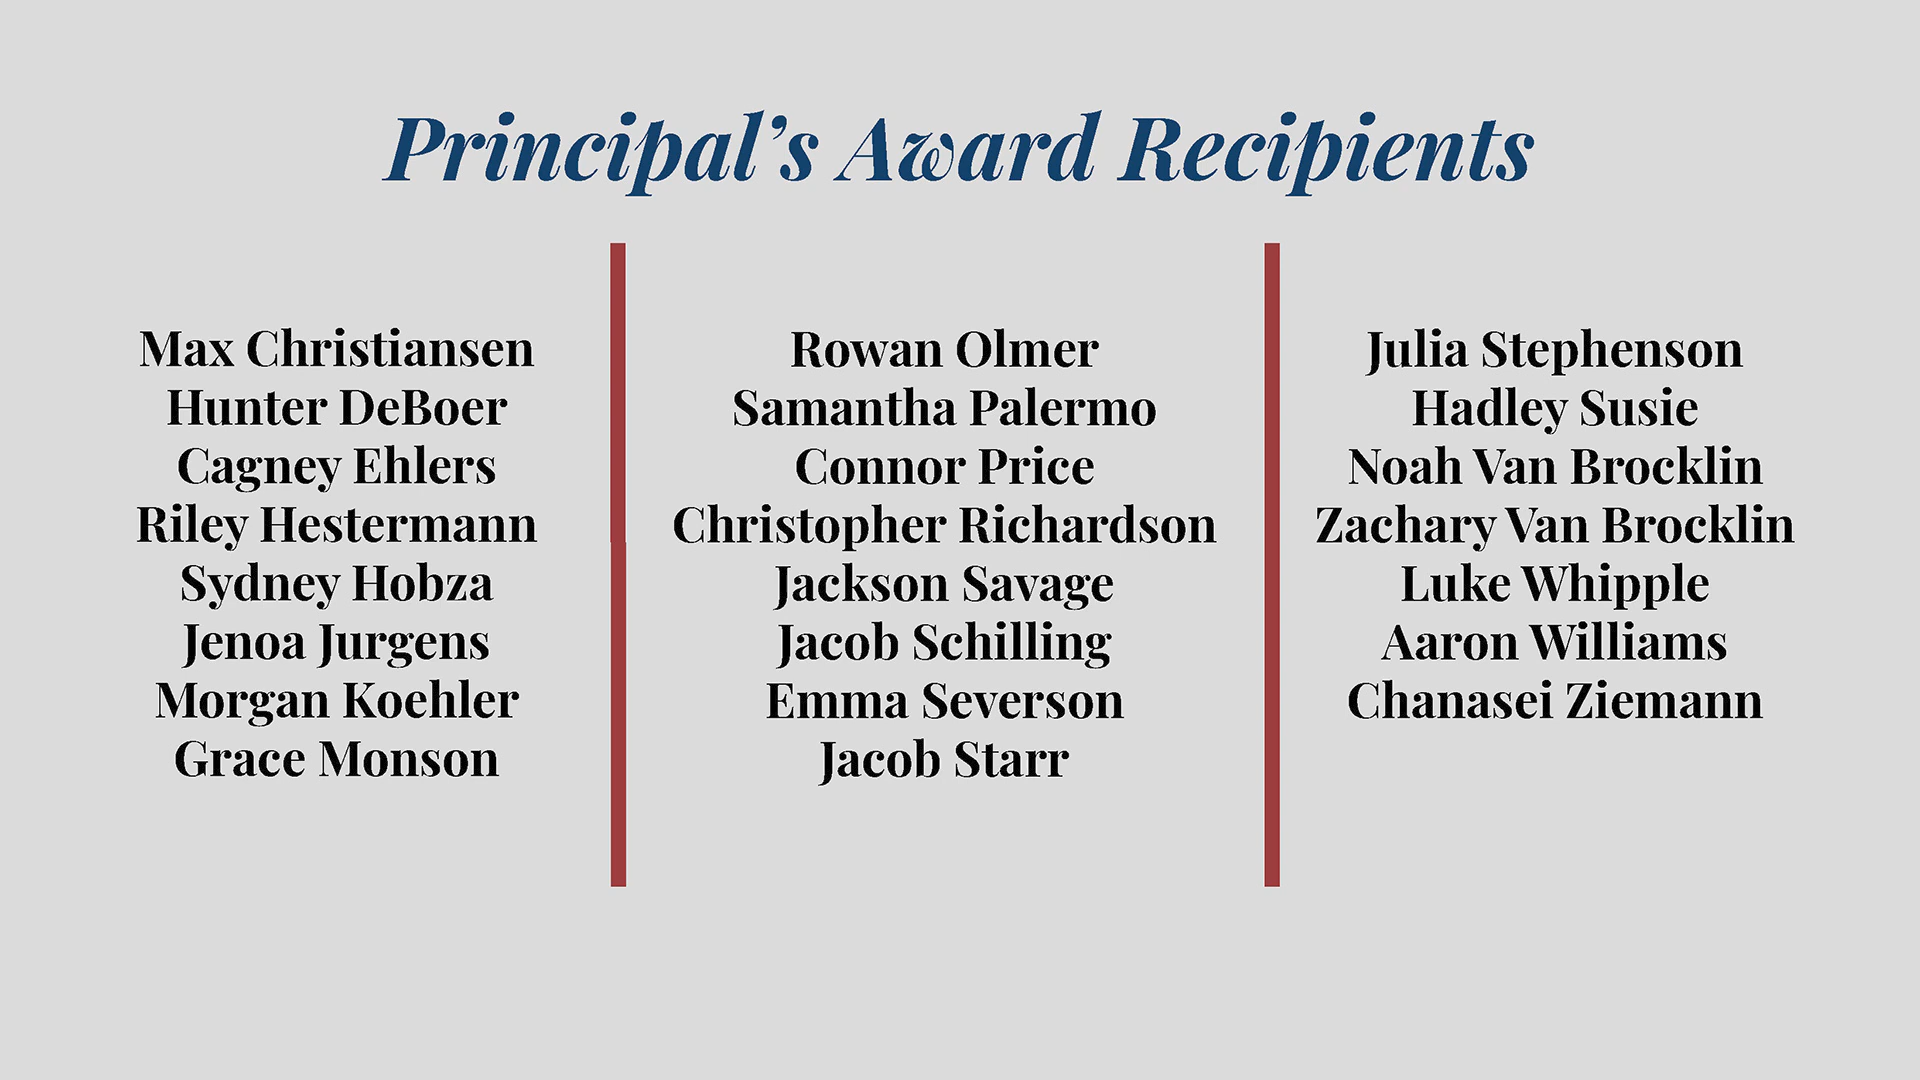 Principal’s Award Recipients
Max Christiansen
Hunter DeBoer
Cagney Ehlers
Riley Hestermann
Sydney Hobza
Jenoa Jurgens
Morgan Koehler
Grace Monson
Rowan Olmer
Samantha Palermo
Connor Price
Christopher Richardson
Jackson Savage
Jacob Schilling
Emma Severson
Jacob Starr
Julia Stephenson
Hadley Susie
Noah Van Brocklin
Zachary Van Brocklin
Luke Whipple
Aaron Williams
Chanasei Ziemann